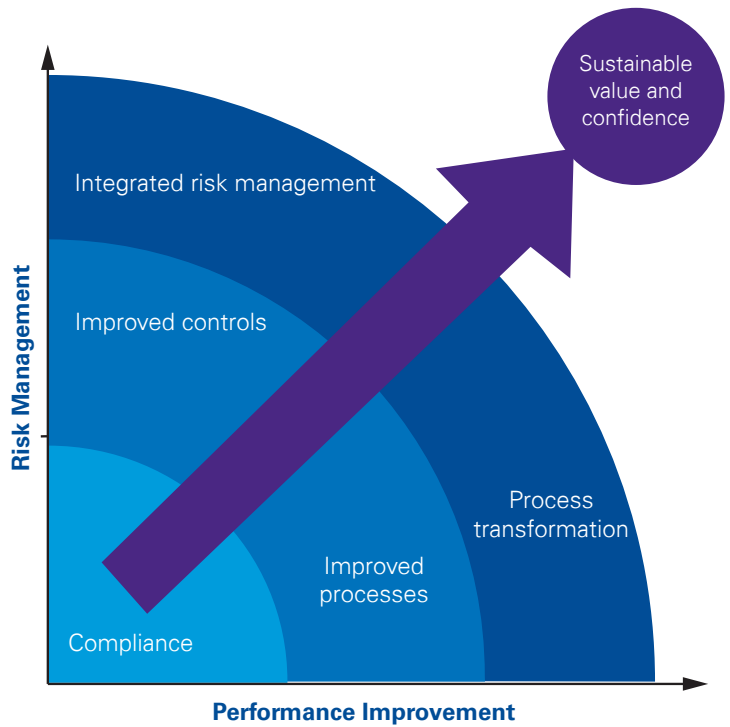 Sustainable
value and
confidence
Integrated risk management
Improved controls
Risk Management
Process
transformation
Improved
processes
Compliance
Performance Improvement